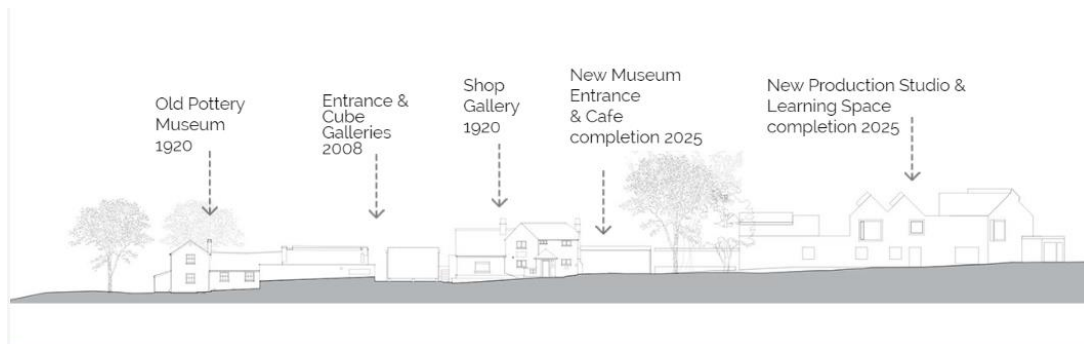 Old Pottery
Museum
1920
Entrance &
Cube
Galleries
2008
Shop
Gallery
1920
New Museum
Entrance
& Cafe
completion 2025
New Production Studio &
Learning Space
completion 2025